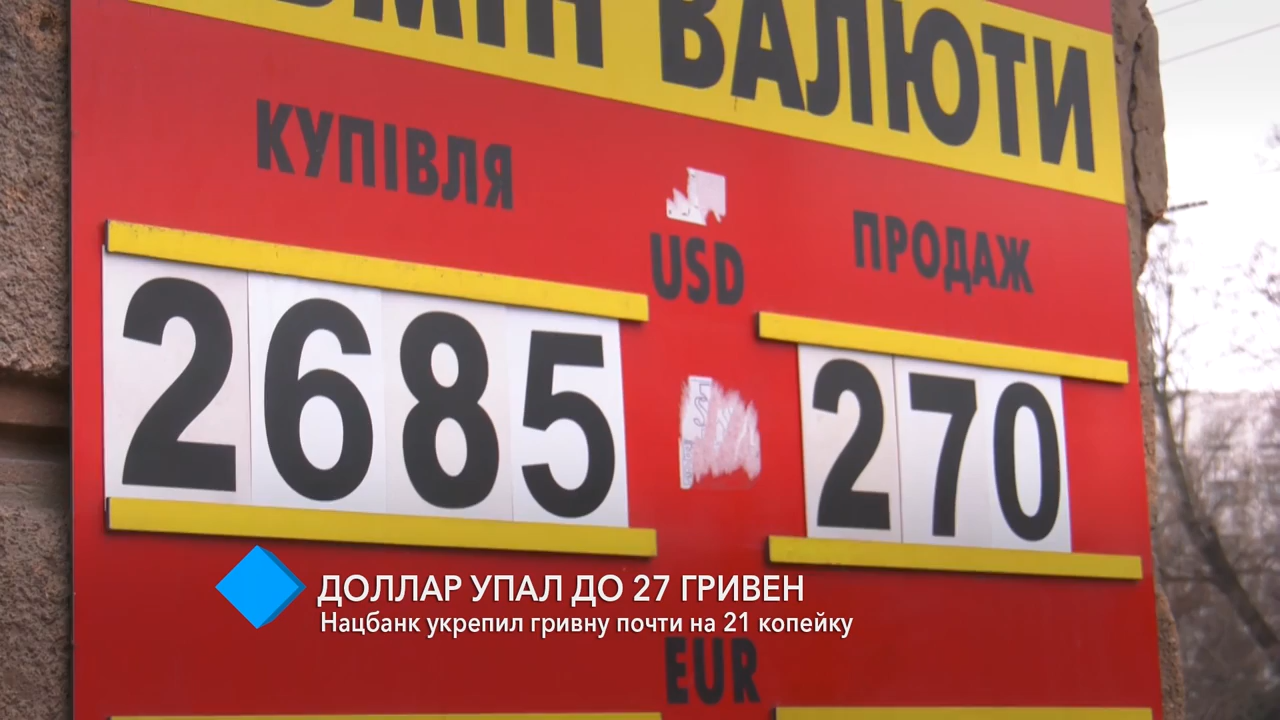 ОБМІН ВАЛЮТИ
КУПІВЛЯ
USD
ПРОДАЖ
2685
270
ДОЛЛАР УПАЛ ДО 27 ГРИВЕН
Нацбанк укрепил гривну почти на 21 копейку
EUR